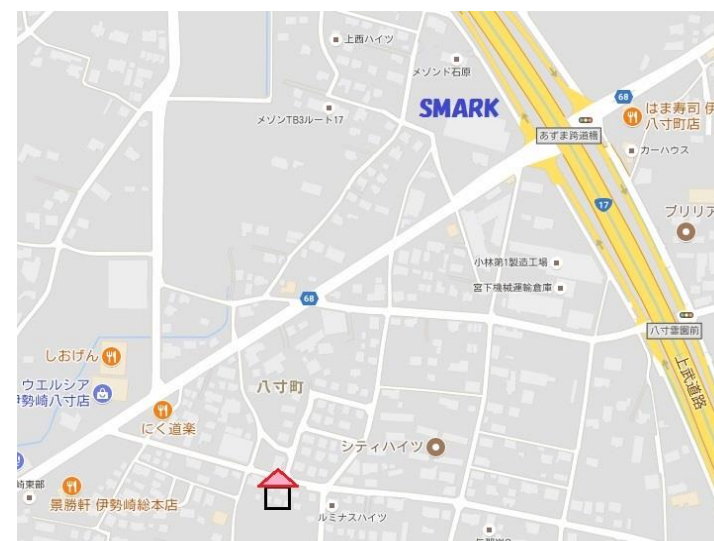 上西ハイツ
メゾンド石原
SMARK
68
はま寿司 伊
八寸町店
メゾンTB3ルート17
あずま跨道橋
カーハウス
17
ブリリア
小林第1製造工場
宮下機械運輸倉庫
68
八寸霊園前
上武道路
しおげん
ウエルシア
伊勢崎八寸店
八寸町
にく道楽
シティハイツ
崎東部
景勝軒 伊勢崎総本店
ルミナスハイツ